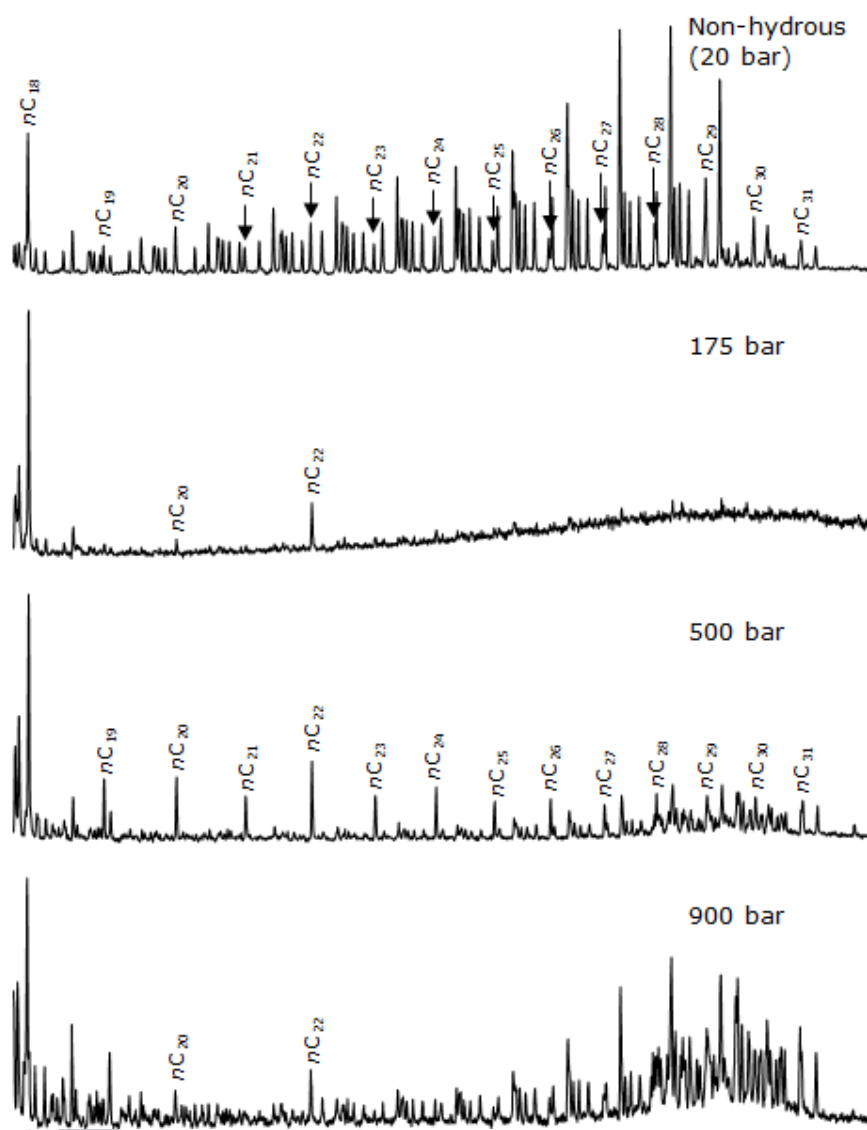 Non-hydrous
(20 bar)
nC18
nC19
nC20
nC21
nC22
nC23
nC24
nC25
nC26
nC27
nC28
nC29
nC30
nC31
175 bar
nC20
nC22
500 bar
nC19
nC20
nC21
nC22
nC23
nC24
nC25
nC26
nC27
nC28
nC29
nC30
nC31
900 bar
nC20
nC22